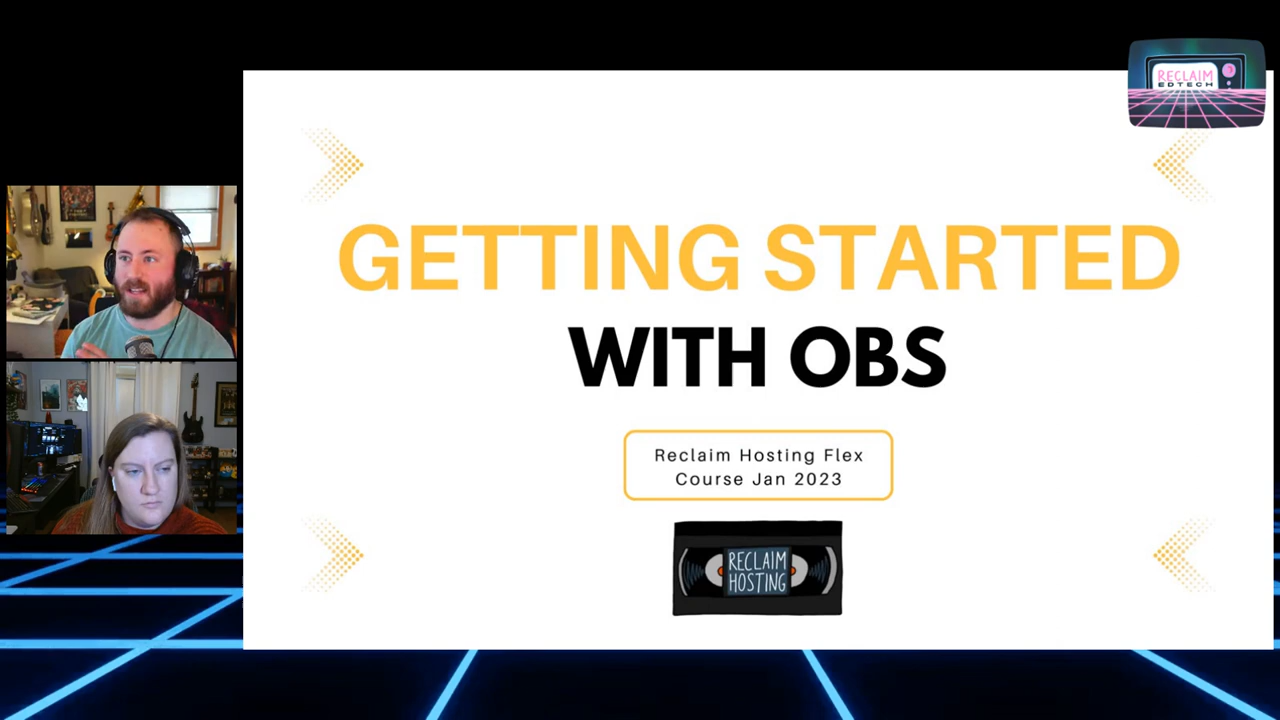 RECLAIM
EDTECH
GETTING STARTED
WITH OBS
Reclaim Hosting Flex
Course Jan 2023
RECLAIM
HOSTING